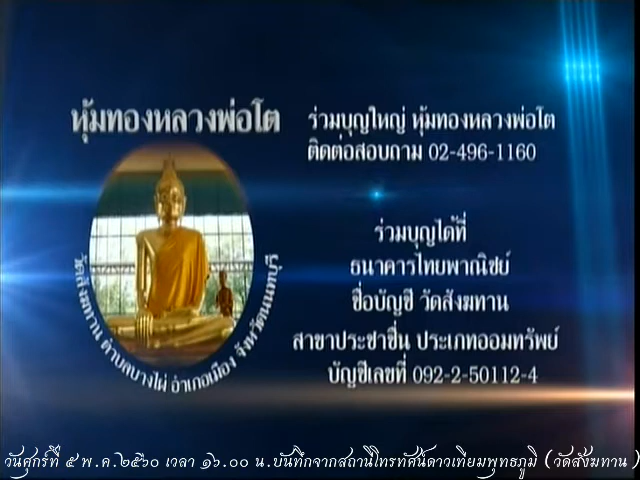 หุ้มทองหลวงพ่อโต
วัดสังฆทาน ตำบลบางไผ่ อำเภอเมือง จังหวัดนนทบุรี
ร่วมบุญใหญ่ หุ้มทองหลวงพ่อโต
ติดต่อสอบถาม 02-496-1160
ร่วมบุญได้ที่
ธนาคารไทยพาณิชย์
ชื่อบัญชี วัดสังฆทาน
สาขาประชาชื่น ประเภทออมทรัพย์
บัญชีเลขที่ 092-2-50112-4
วันศุกร์ที่ ๕ พ.ค.๒๕๖๐ เวลา ๑๖.๐๐ น.บันทึกจากสถานีโทรทัศน์ดาวเทียมพุทธภูมิ (วัดสังฆทาน)